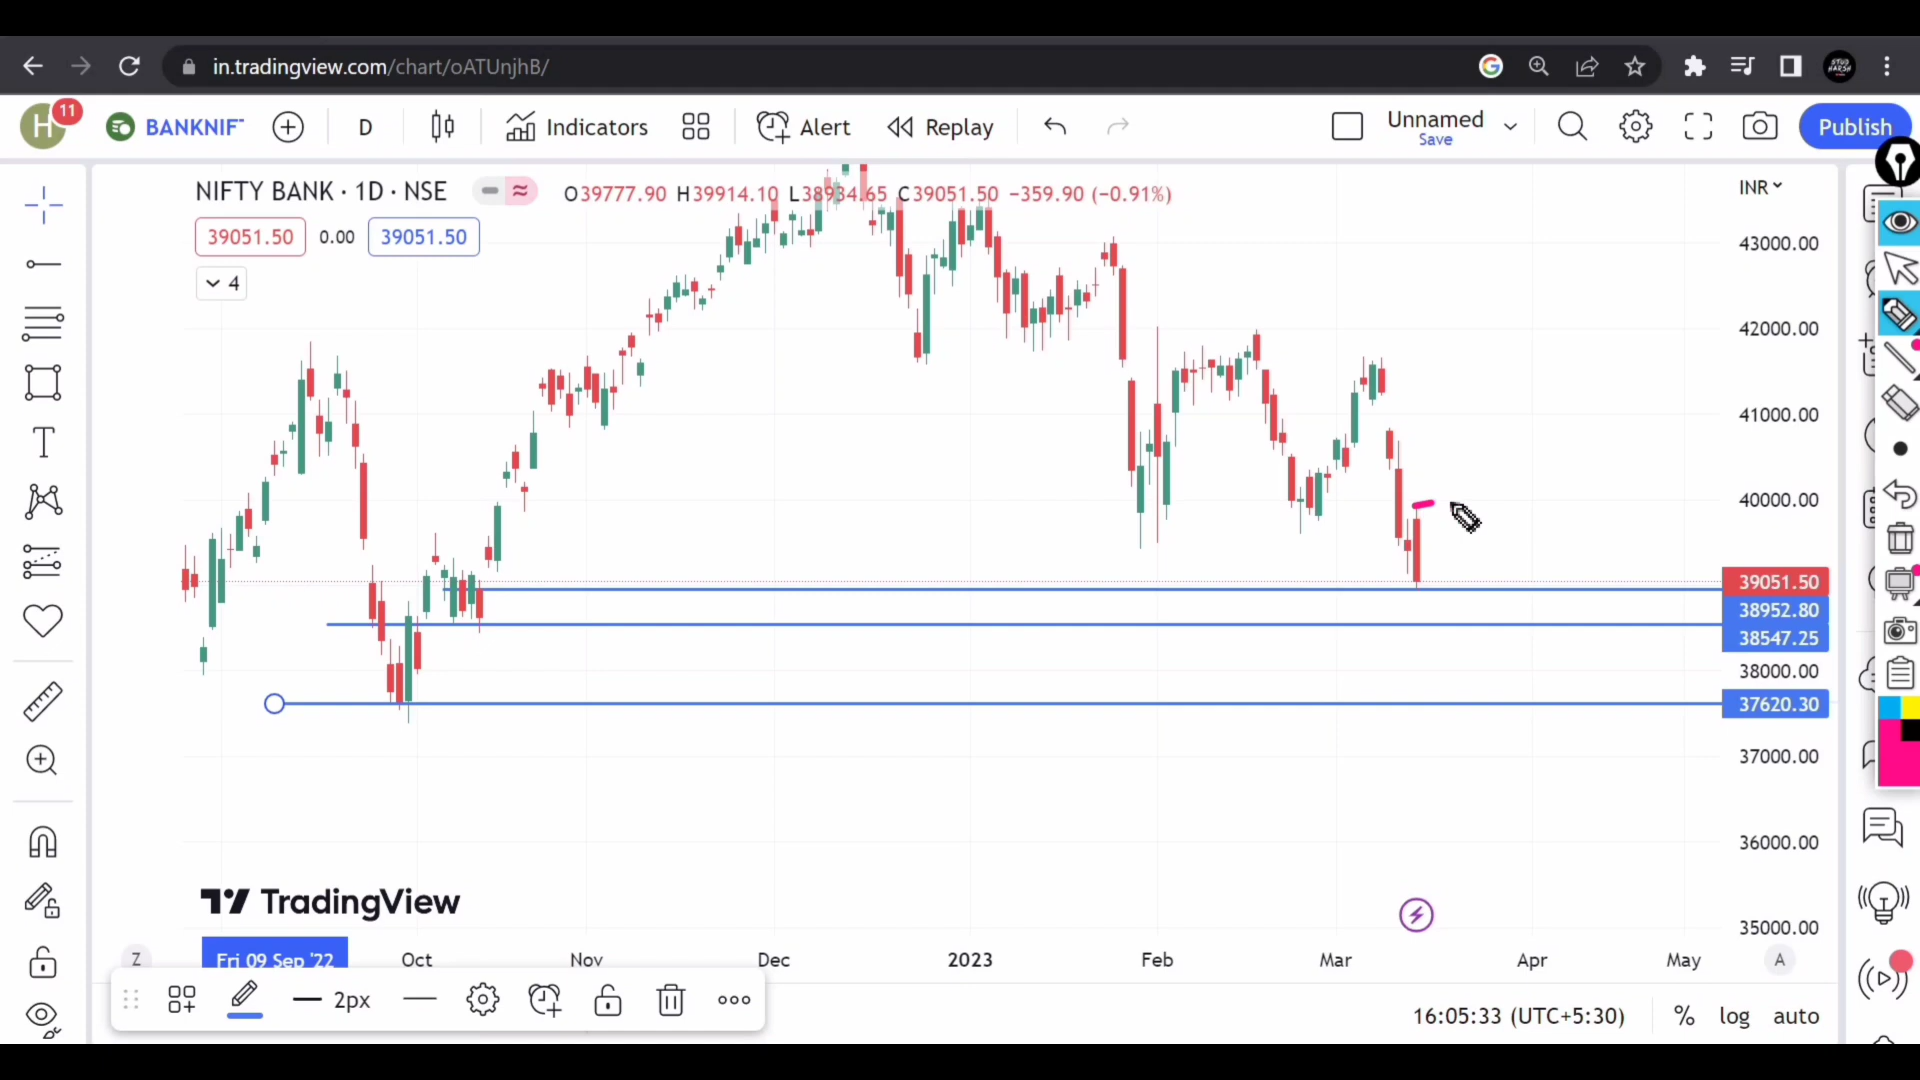 in.tradingview.com/chart/oATUnjhB/
H 11 BANKNIF D Indicators Alert Replay Unnamed Publish
Save
NIFTY BANK · 1D · NSE O39777.90 H39914.10 L38934.65 C39051.50 −359.90 (−0.91%) INR
39051.50 0.00 39051.50
4
43000.00
42000.00
41000.00
40000.00
39051.50
38952.80
38547.25
38000.00
37620.30
37000.00
36000.00
35000.00
TradingView
Z Fri 09 Sep '22 Oct Nov Dec 2023 Feb Mar Apr May A
2px
16:05:33 (UTC+5:30) % log auto